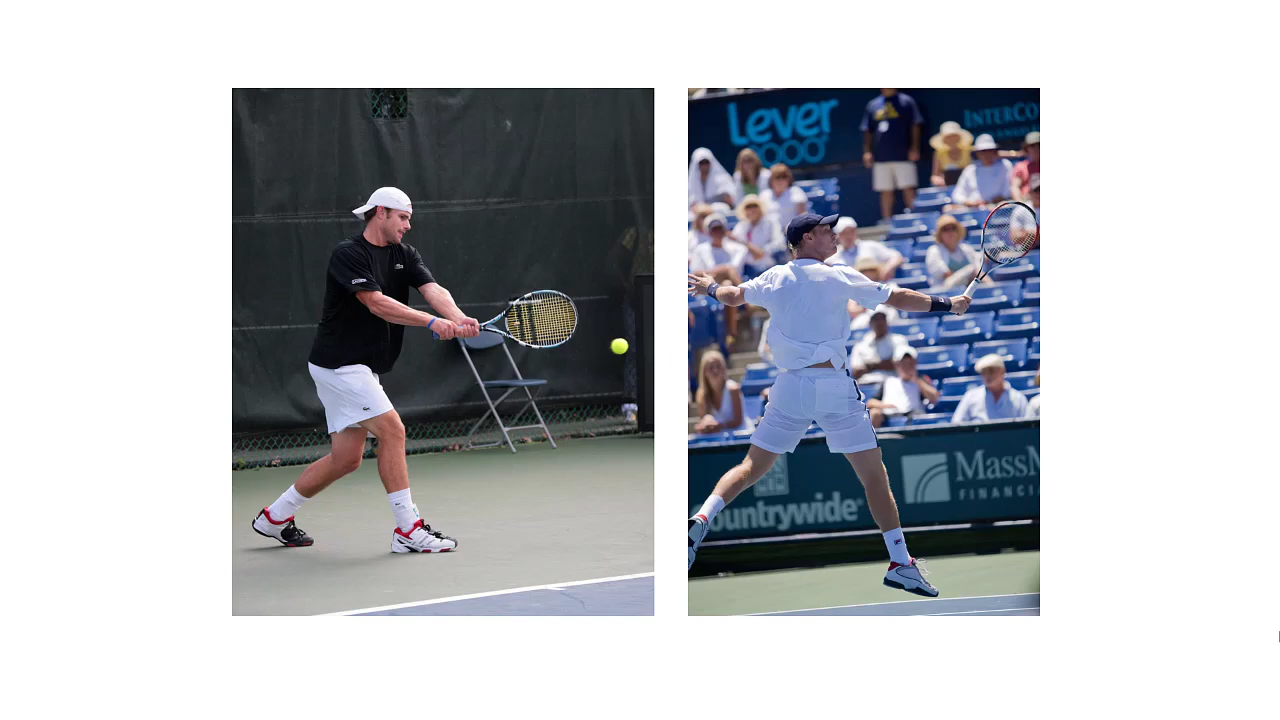 Lever
2000
INTERCO
MassM
FINANCI
ountrywide